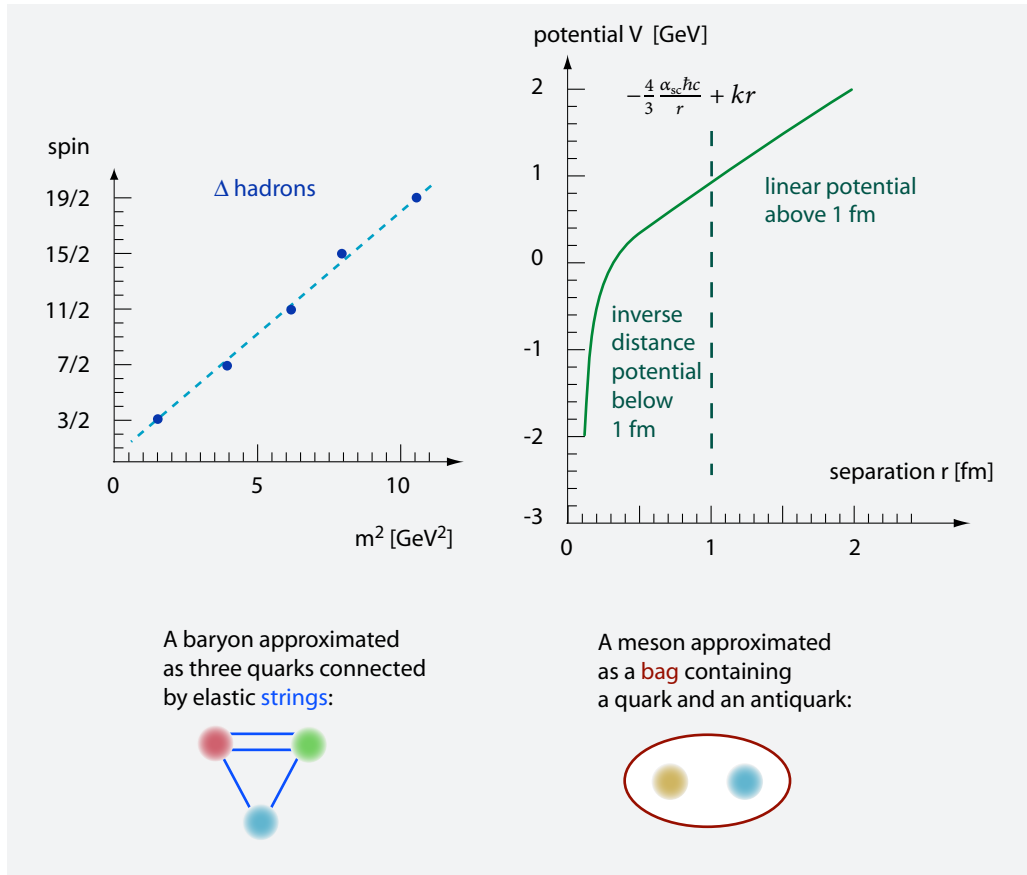 spin
19/2
15/2
11/2
7/2
3/2
Δ hadrons
0
5
10
m² [GeV²]
potential V [GeV]
2
1
0
-1
-2
-3
−4/3 α_sc ħc/r + kr
linear potential
above 1 fm
inverse
distance
potential
below
1 fm
separation r [fm]
0
1
2
A baryon approximated
as three quarks connected
by elastic strings:
A meson approximated
as a bag containing
a quark and an antiquark: